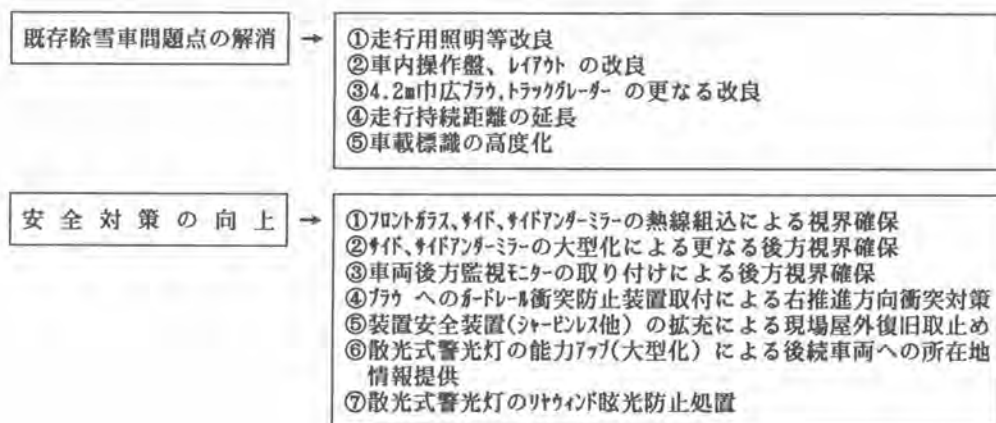 既存除雪車問題点の解消 → ①走行用照明等改良
②車内操作盤、ﾚｲｱｳﾄ の改良
③4.2m巾広ﾌﾟﾗｳ,ﾄﾗｯｸｸﾞﾚｰﾀﾞｰ の更なる改良
④走行持続距離の延長
⑤車載標識の高度化
安全対策の向上 → ①ﾌﾛﾝﾄｶﾞﾗｽ、ｻｲﾄﾞ、ｻｲﾄﾞｱﾝﾀﾞｰﾐﾗｰの熱線組込による視界確保
②ｻｲﾄﾞ、ｻｲﾄﾞｱﾝﾀﾞｰﾐﾗｰの大型化による更なる後方視界確保
③車両後方監視ﾓﾆﾀｰの取り付けによる後方視界確保
④ﾌﾟﾗｳ へのｶﾞｰﾄﾞﾚｰﾙ衝突防止装置取付による右推進方向衝突対策
⑤装置安全装置(ｼｬｰﾋﾟﾝﾚｽ他) の拡充による現場屋外復旧取止め
⑥散光式警光灯の能力ｱｯﾌﾟ(大型化) による後続車両への所在地
情報提供
⑦散光式警光灯のﾘﾔｳｨﾝﾄﾞ眩光防止処置